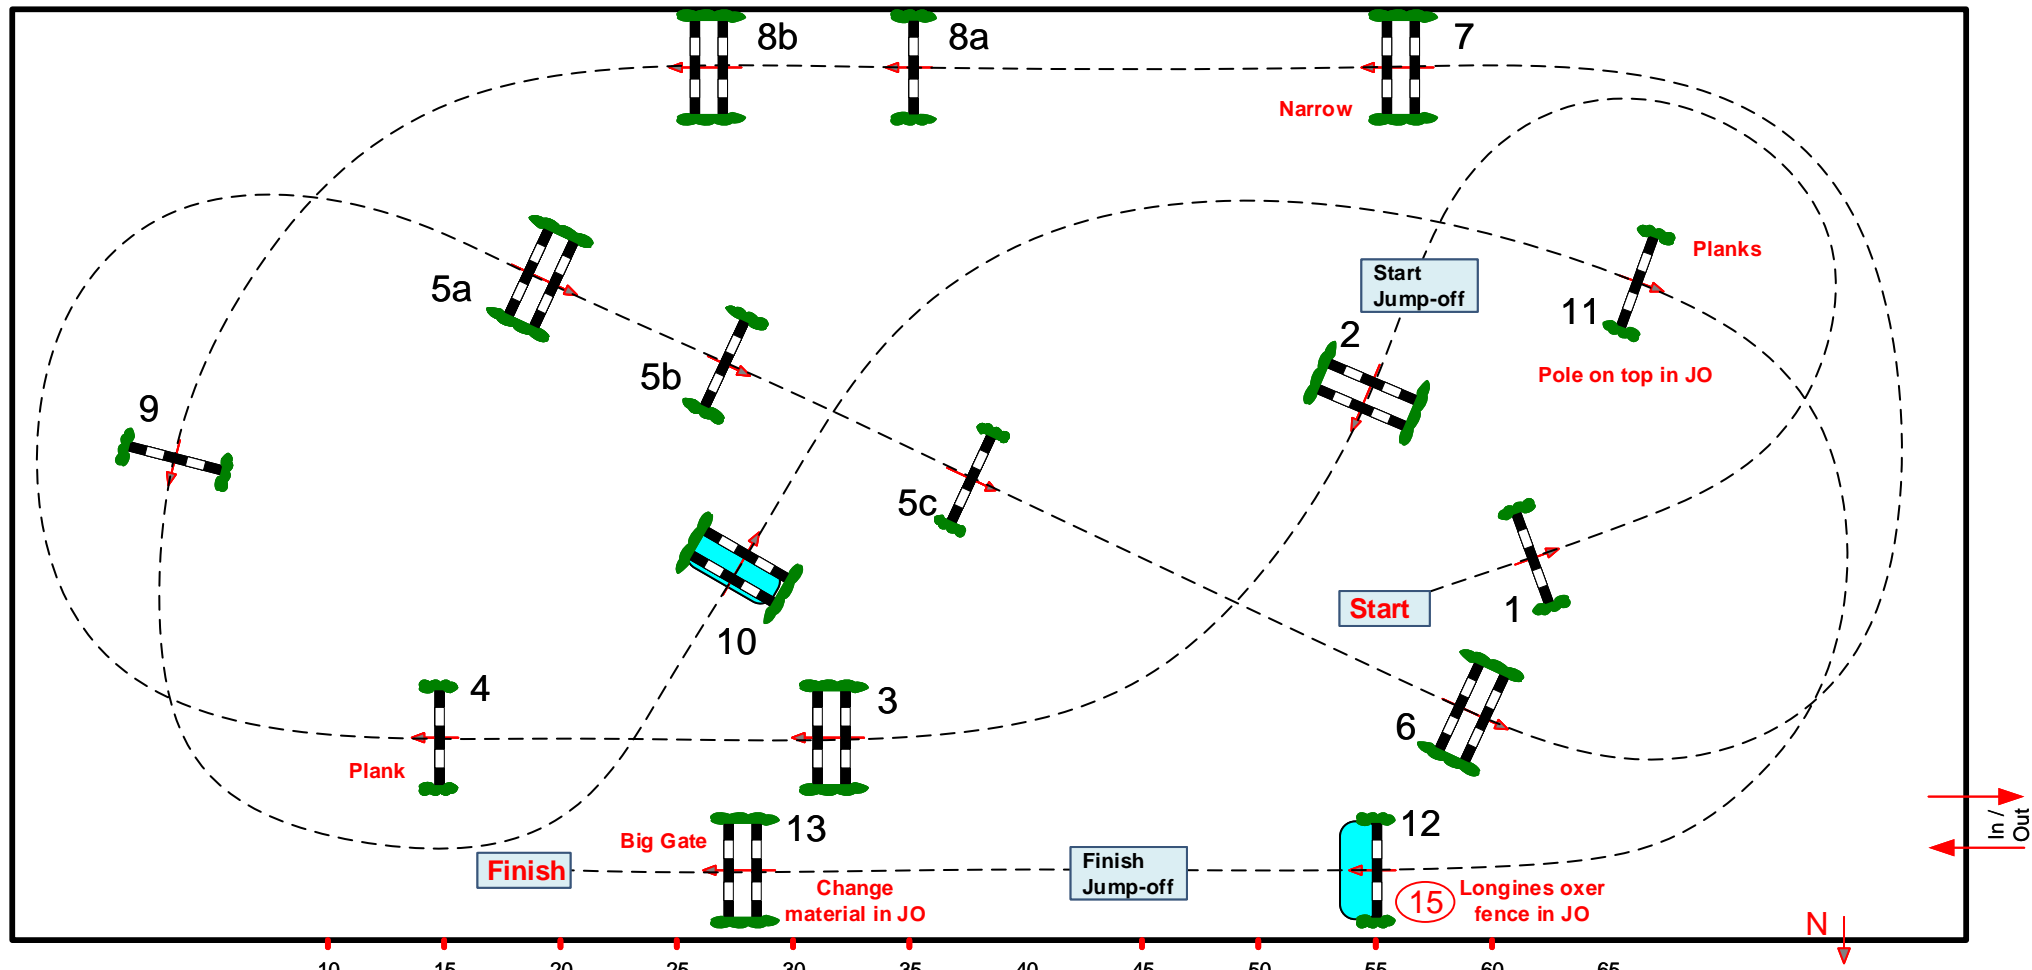 8b
8a
7
Narrow
5a
Start
Jump-off
Planks
11
2
5b
Pole on top in JO
9
5c
Start
1
10
4
3
6
Plank
13
12
Big Gate
Finish
Finish
Jump-off
Change
material in JO
15
Longines oxer
fence in JO
In /
Out
N
10 15 20 25 30 35 40 45 50 55 60 65